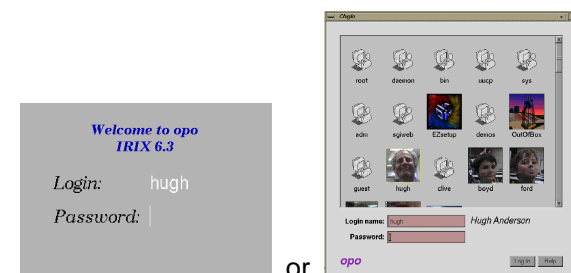 Welcome to opo
IRIX 6.3
Login: hugh
Password:
or
Clogin
root daemon bin uucp sys
adm sgiweb EZsetup demos OutOfBox
guest hugh clive boyd ford
Login name: hugh Hugh Anderson
Password:
opo Log In Help